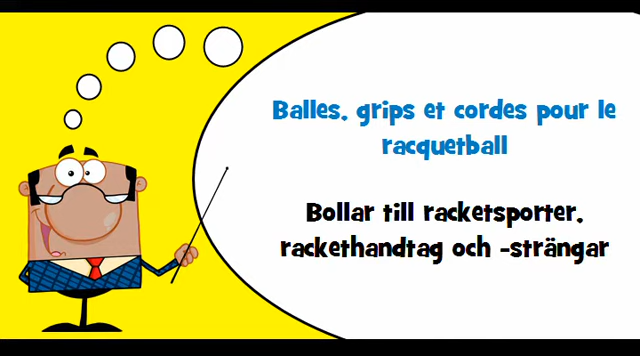 Balles, grips et cordes pour le
racquetball
Bollar till racketsporter,
rackethandtag och -strängar